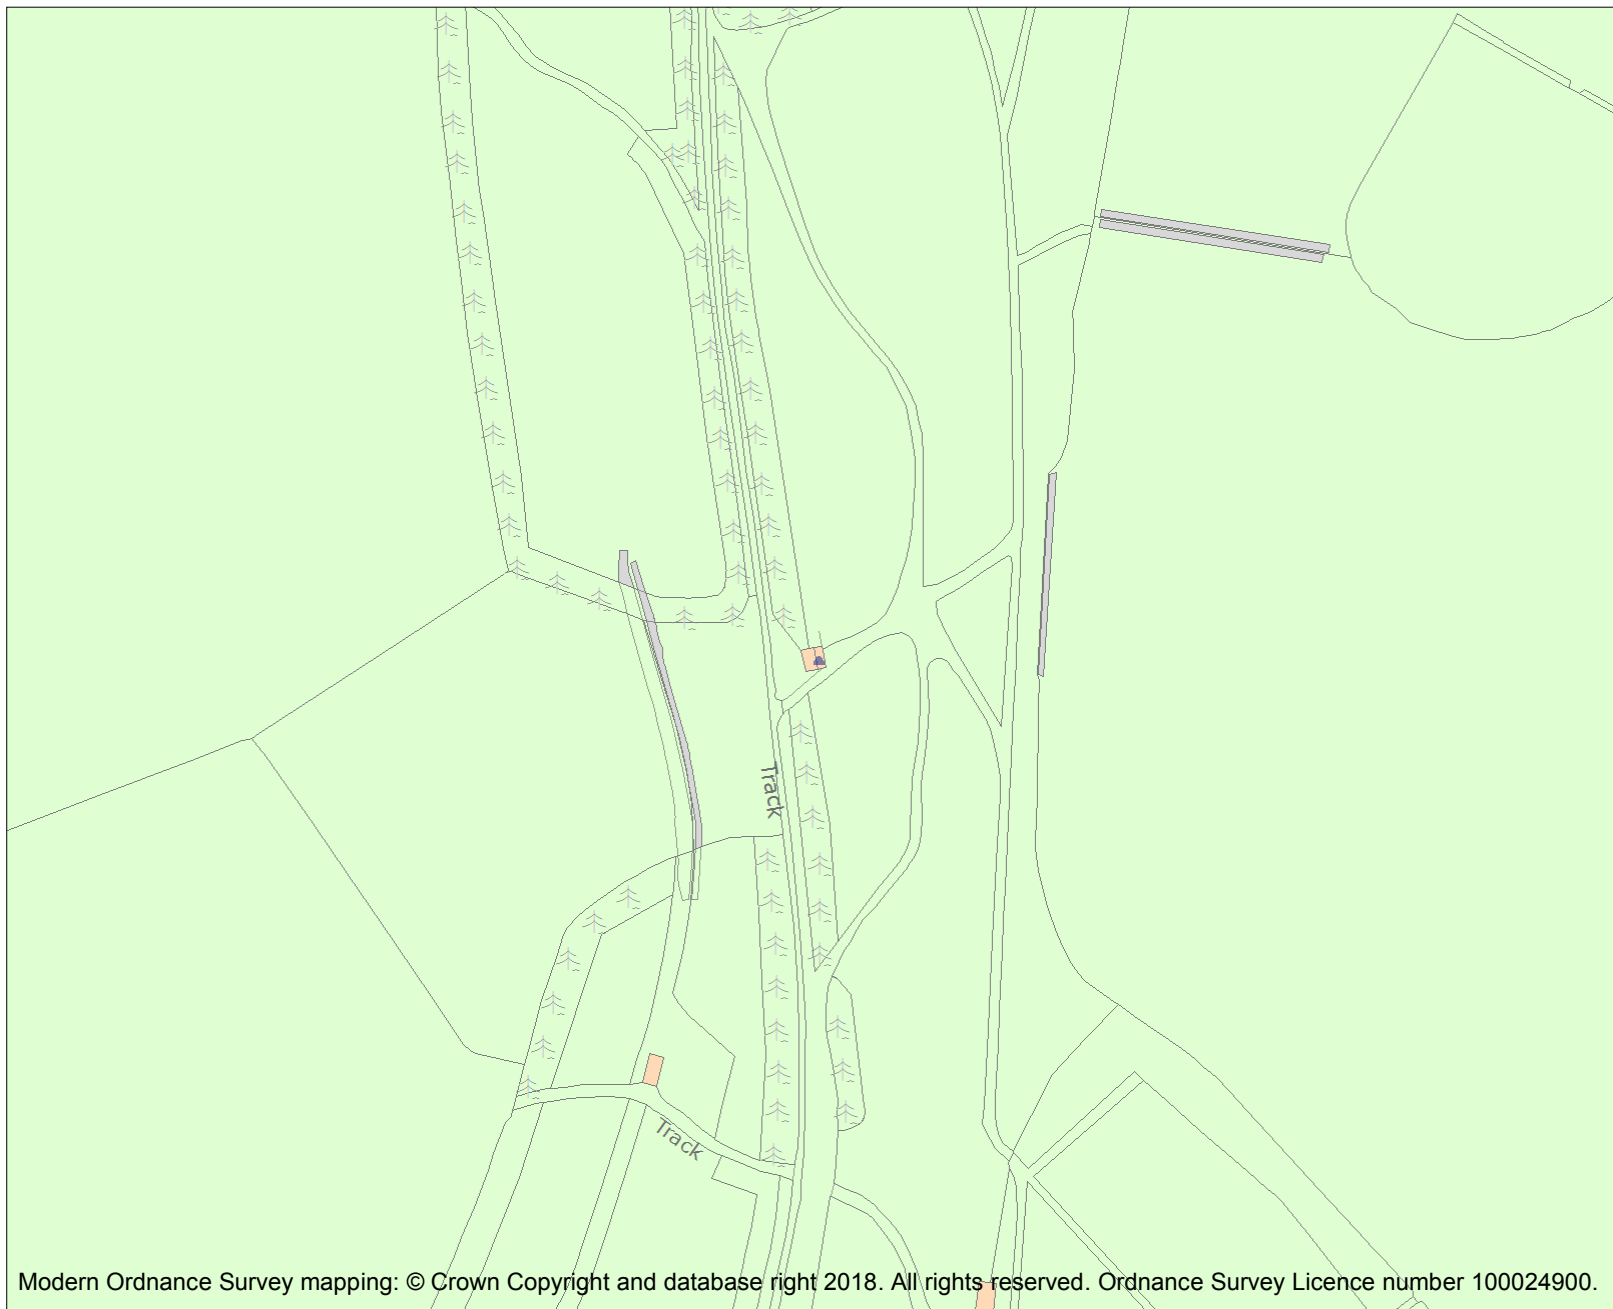 Track
Track
Modern Ordnance Survey mapping: © Crown Copyright and database right 2018. All rights reserved. Ordnance Survey Licence number 100024900.